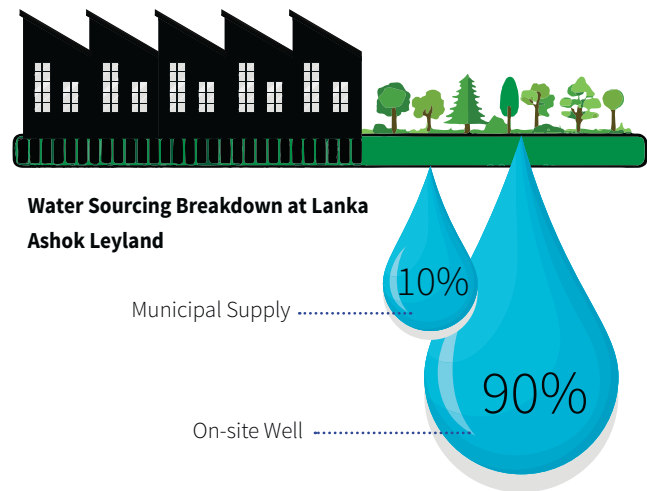 Water Sourcing Breakdown at Lanka
Ashok Leyland
10%
Municipal Supply
90%
On-site Well